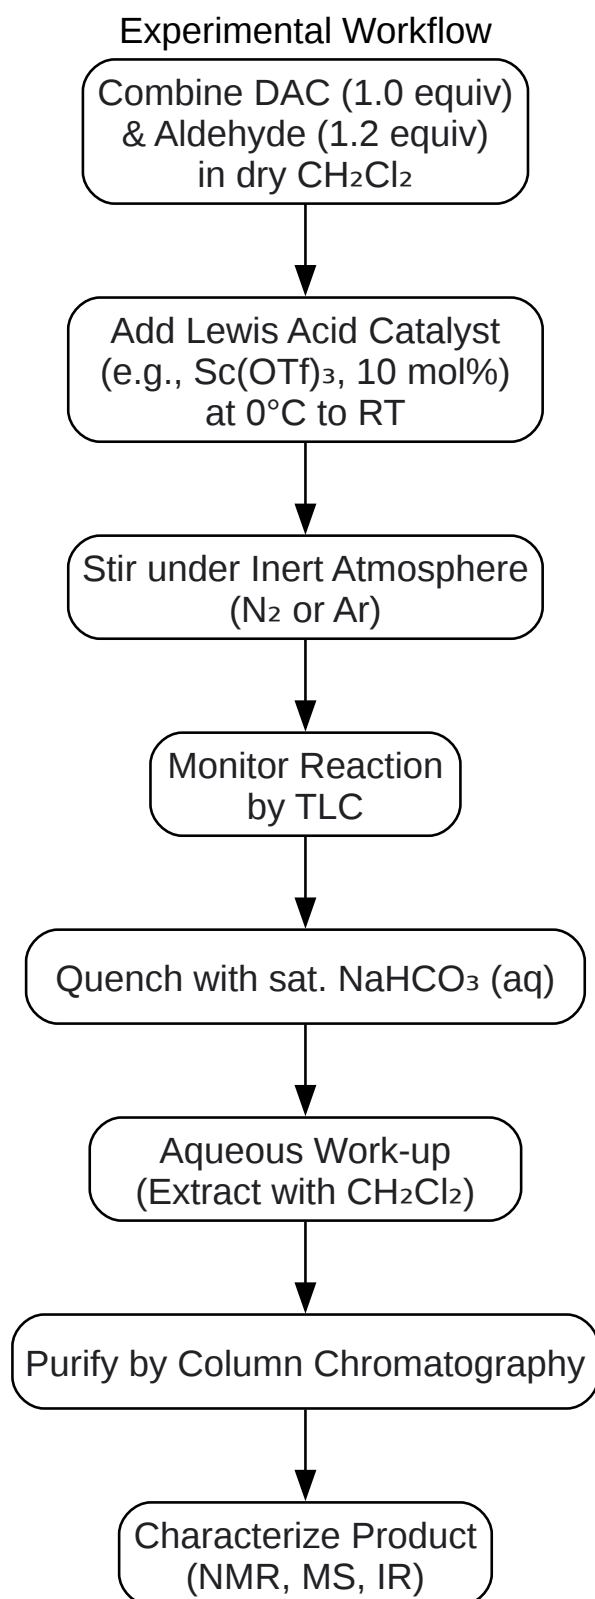 Experimental Workflow
Combine DAC (1.0 equiv)
& Aldehyde (1.2 equiv)
in dry CH₂Cl₂
Add Lewis Acid Catalyst
(e.g., Sc(OTf)₃, 10 mol%)
at 0°C to RT
Stir under Inert Atmosphere
(N₂ or Ar)
Monitor Reaction
by TLC
Quench with sat. NaHCO₃ (aq)
Aqueous Work-up
(Extract with CH₂Cl₂)
Purify by Column Chromatography
Characterize Product
(NMR, MS, IR)